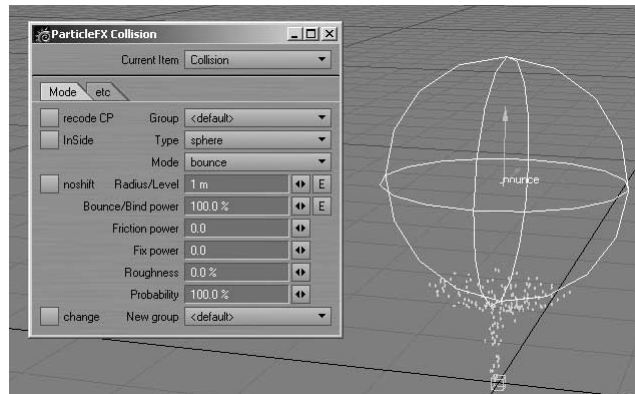 ParticleFX Collision
Current Item Collision
Mode etc
recode CP Group <default>
InSide Type sphere
Mode bounce
noshift Radius/Level 1 m E
Bounce/Bind power 100.0 % E
Friction power 0.0
Fix power 0.0
Roughness 0.0 %
Probability 100.0 %
change New group <default>
bounce